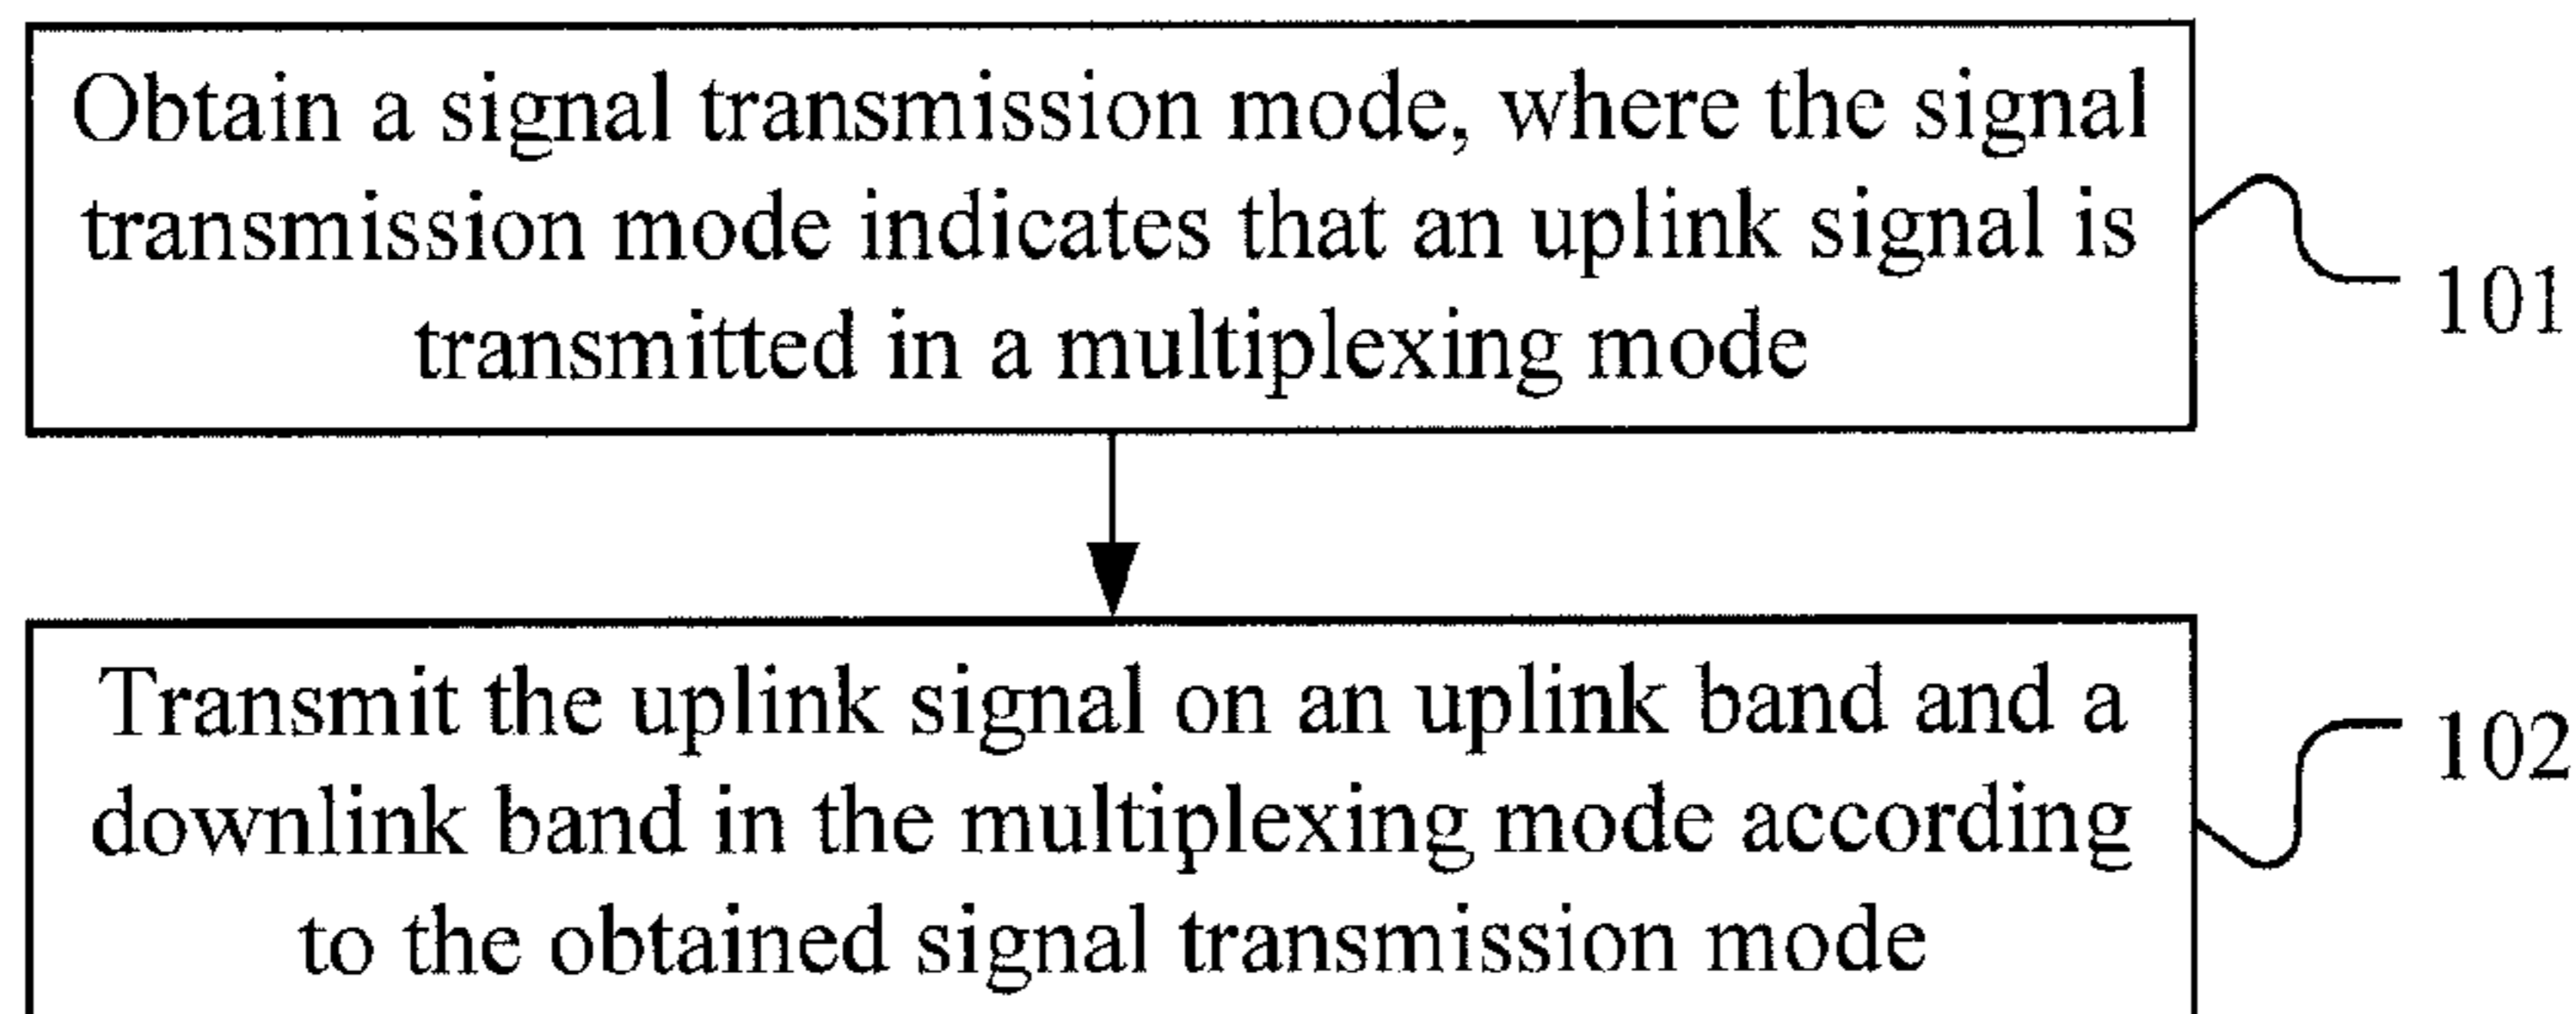 Obtain a signal transmission mode, where the signal
transmission mode indicates that an uplink signal is
transmitted in a multiplexing mode
101
Transmit the uplink signal on an uplink band and a
downlink band in the multiplexing mode according
to the obtained signal transmission mode
102